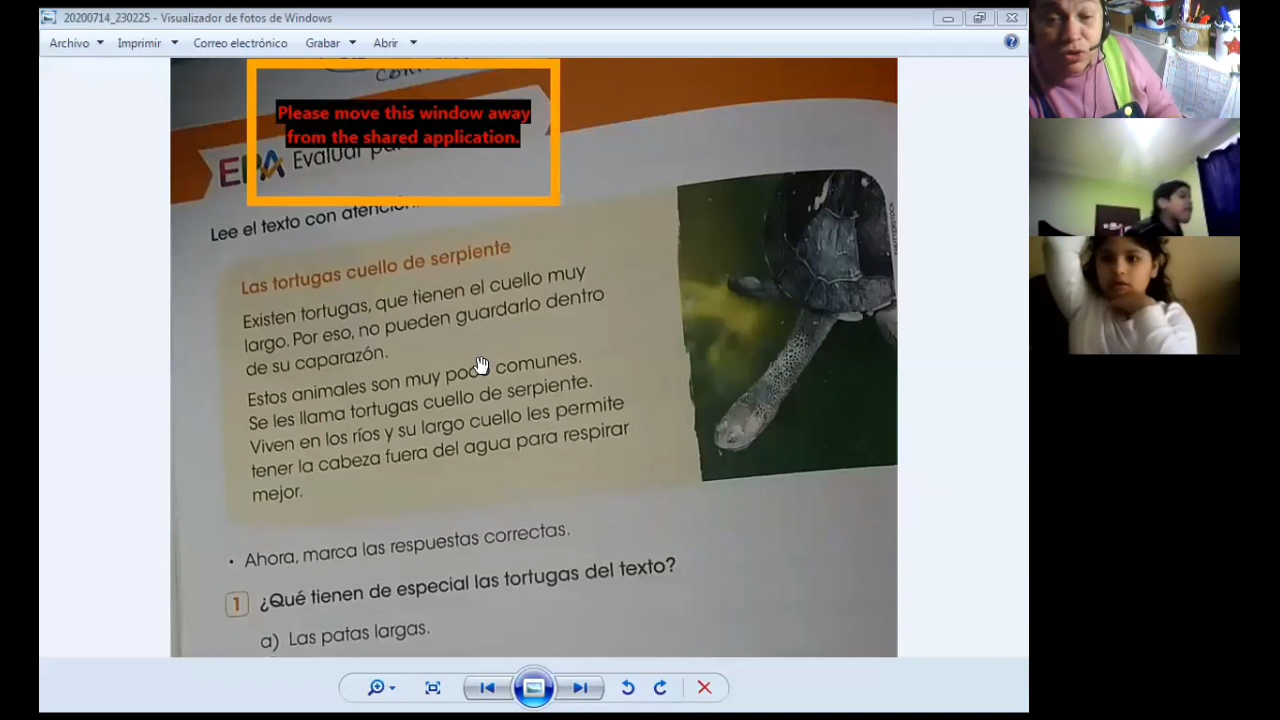 20200714_230225 - Visualizador de fotos de Windows
Archivo Imprimir Correo electrónico Grabar Abrir
Please move this window away
from the shared application.
EPA Evaluar
Lee el texto con atención.
Las tortugas cuello de serpiente
Existen tortugas, que tienen el cuello muy
largo. Por eso, no pueden guardarlo dentro
de su caparazón.
Estos animales son muy poco comunes.
Se les llama tortugas cuello de serpiente.
Viven en los ríos y su largo cuello les permite
tener la cabeza fuera del agua para respirar
mejor.
SHUTTERSTOCK
• Ahora, marca las respuestas correctas.
1 ¿Qué tienen de especial las tortugas del texto?
a) Las patas largas.